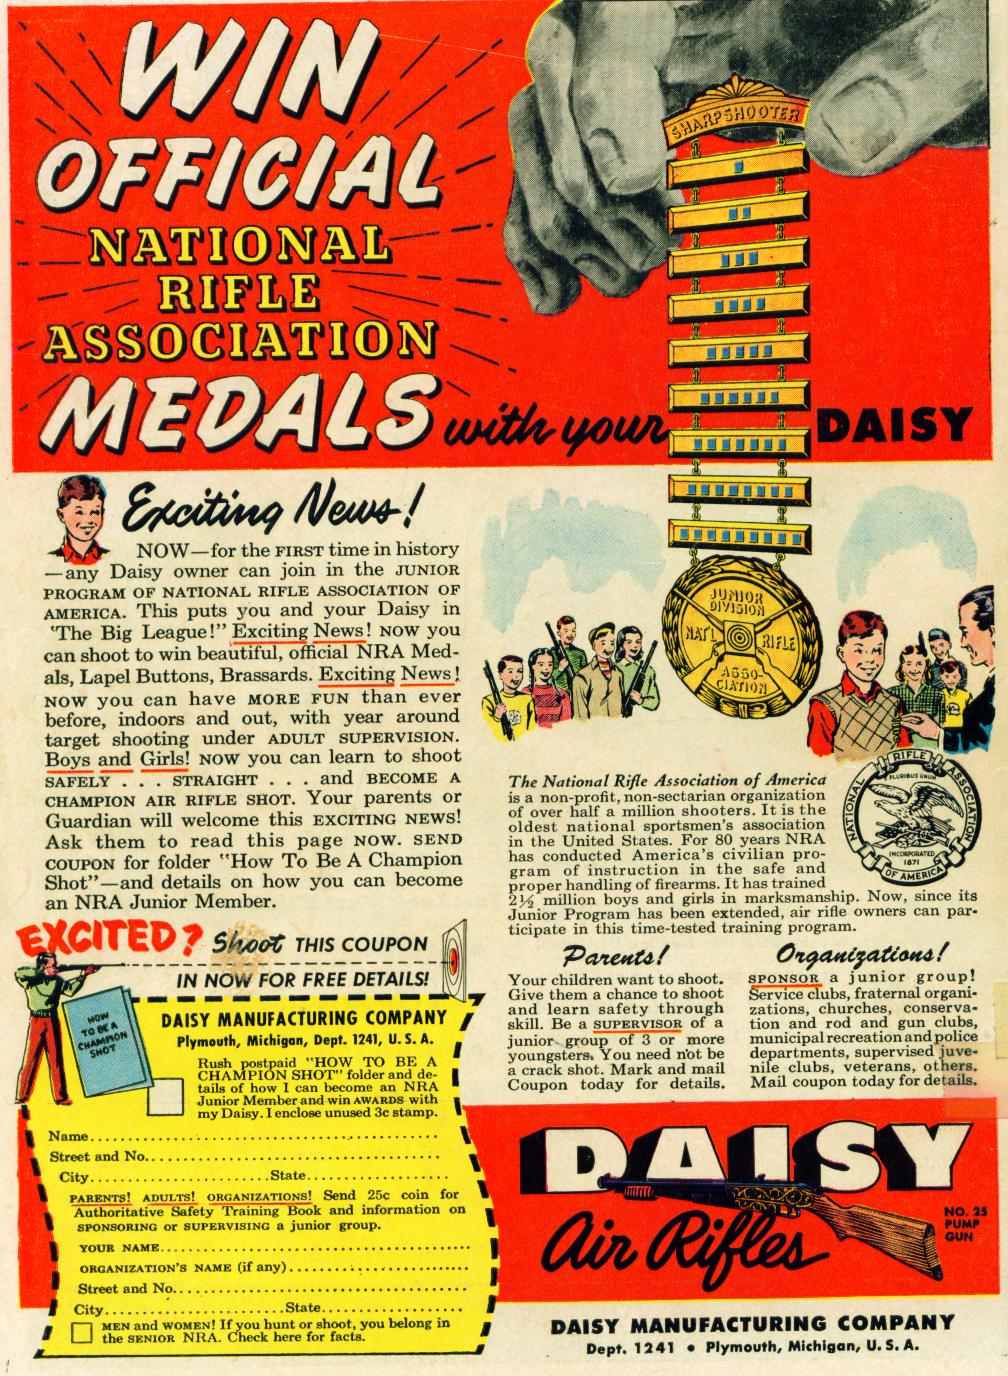 WIN
OFFICIAL
NATIONAL
RIFLE
ASSOCIATION
MEDALS with your DAISY
SHARPSHOOTER
JUNIOR
DIVISION
NAT'L RIFLE
ASSO-
CIATION
Exciting News!
NOW—for the FIRST time in history
—any Daisy owner can join in the JUNIOR
PROGRAM OF NATIONAL RIFLE ASSOCIATION OF
AMERICA. This puts you and your Daisy in
"The Big League!" Exciting News! NOW you
can shoot to win beautiful, official NRA Med-
als, Lapel Buttons, Brassards. Exciting News!
NOW you can have MORE FUN than ever
before, indoors and out, with year around
target shooting under ADULT SUPERVISION.
Boys and Girls! NOW you can learn to shoot
SAFELY . . . STRAIGHT . . . and BECOME A
CHAMPION AIR RIFLE SHOT. Your parents or
Guardian will welcome this EXCITING NEWS!
Ask them to read this page NOW. SEND
COUPON for folder "How To Be A Champion
Shot"—and details on how you can become
an NRA Junior Member.
The National Rifle Association of America
is a non-profit, non-sectarian organization
of over half a million shooters. It is the
oldest national sportsmen's association
in the United States. For 80 years NRA
has conducted America's civilian pro-
gram of instruction in the safe and
proper handling of firearms. It has trained
2½ million boys and girls in marksmanship. Now, since its
Junior Program has been extended, air rifle owners can par-
ticipate in this time-tested training program.
NATIONAL RIFLE ASSOCIATION
OF AMERICA
PLURIBUS UNUM
INCORPORATED
1871
Parents!
Your children want to shoot.
Give them a chance to shoot
and learn safety through
skill. Be a SUPERVISOR of a
junior group of 3 or more
youngsters. You need not be
a crack shot. Mark and mail
Coupon today for details.
Organizations!
SPONSOR a junior group!
Service clubs, fraternal organi-
zations, churches, conserva-
tion and rod and gun clubs,
municipal recreation and police
departments, supervised juve-
nile clubs, veterans, others.
Mail coupon today for details.
EXCITED? Shoot THIS COUPON
IN NOW FOR FREE DETAILS!
HOW
TO BE A
CHAMPION
SHOT
DAISY MANUFACTURING COMPANY
Plymouth, Michigan, Dept. 1241, U. S. A.
Rush postpaid "HOW TO BE A
CHAMPION SHOT" folder and de-
tails of how I can become an NRA
Junior Member and win AWARDS with
my Daisy. I enclose unused 3c stamp.
Name
Street and No.
City State
PARENTS! ADULTS! ORGANIZATIONS! Send 25c coin for
Authoritative Safety Training Book and information on
SPONSORING or SUPERVISING a junior group.
YOUR NAME
ORGANIZATION'S NAME (if any)
Street and No.
City State
MEN and WOMEN! If you hunt or shoot, you belong in
the SENIOR NRA. Check here for facts.
DAISY
Air Rifles
NO. 25
PUMP
GUN
DAISY MANUFACTURING COMPANY
Dept. 1241 • Plymouth, Michigan, U. S. A.